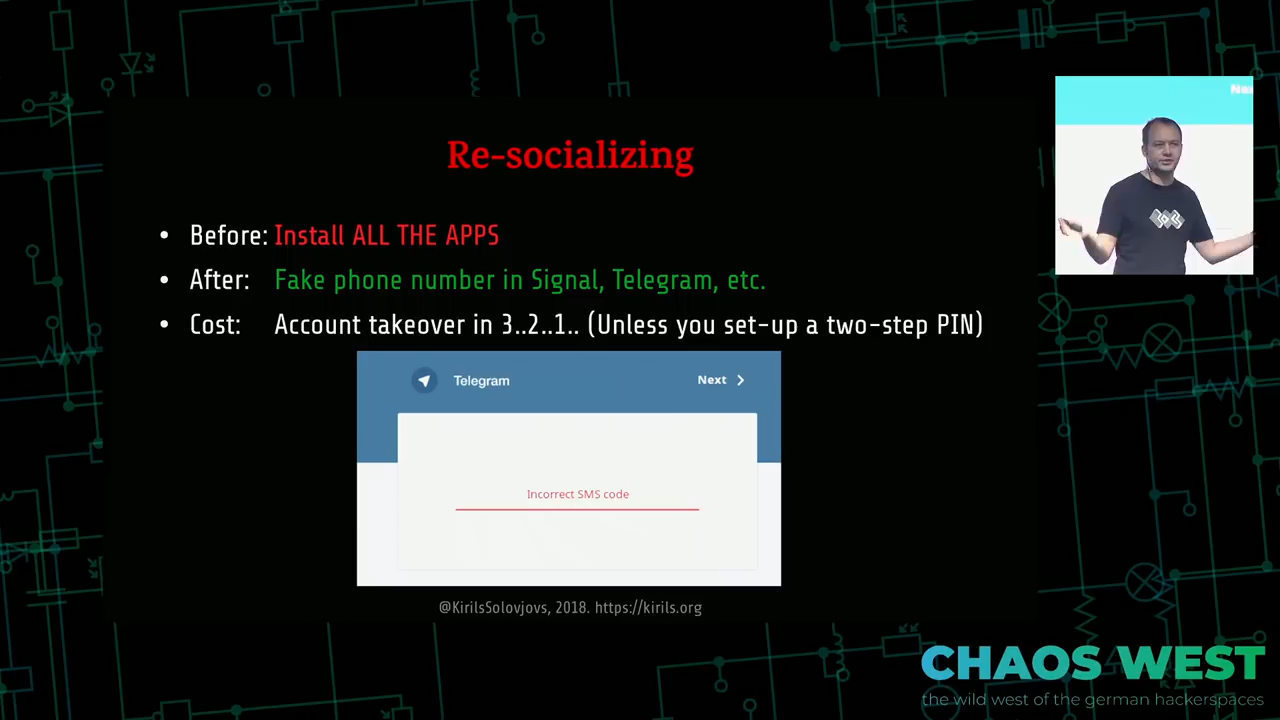 Re-socializing
• Before: Install ALL THE APPS
• After: Fake phone number in Signal, Telegram, etc.
• Cost: Account takeover in 3..2..1.. (Unless you set-up a two-step PIN)
Telegram
Next
Incorrect SMS code
@KirilsSolovjovs, 2018. https://kirils.org
CHAOS WEST
the wild west of the german hackerspaces